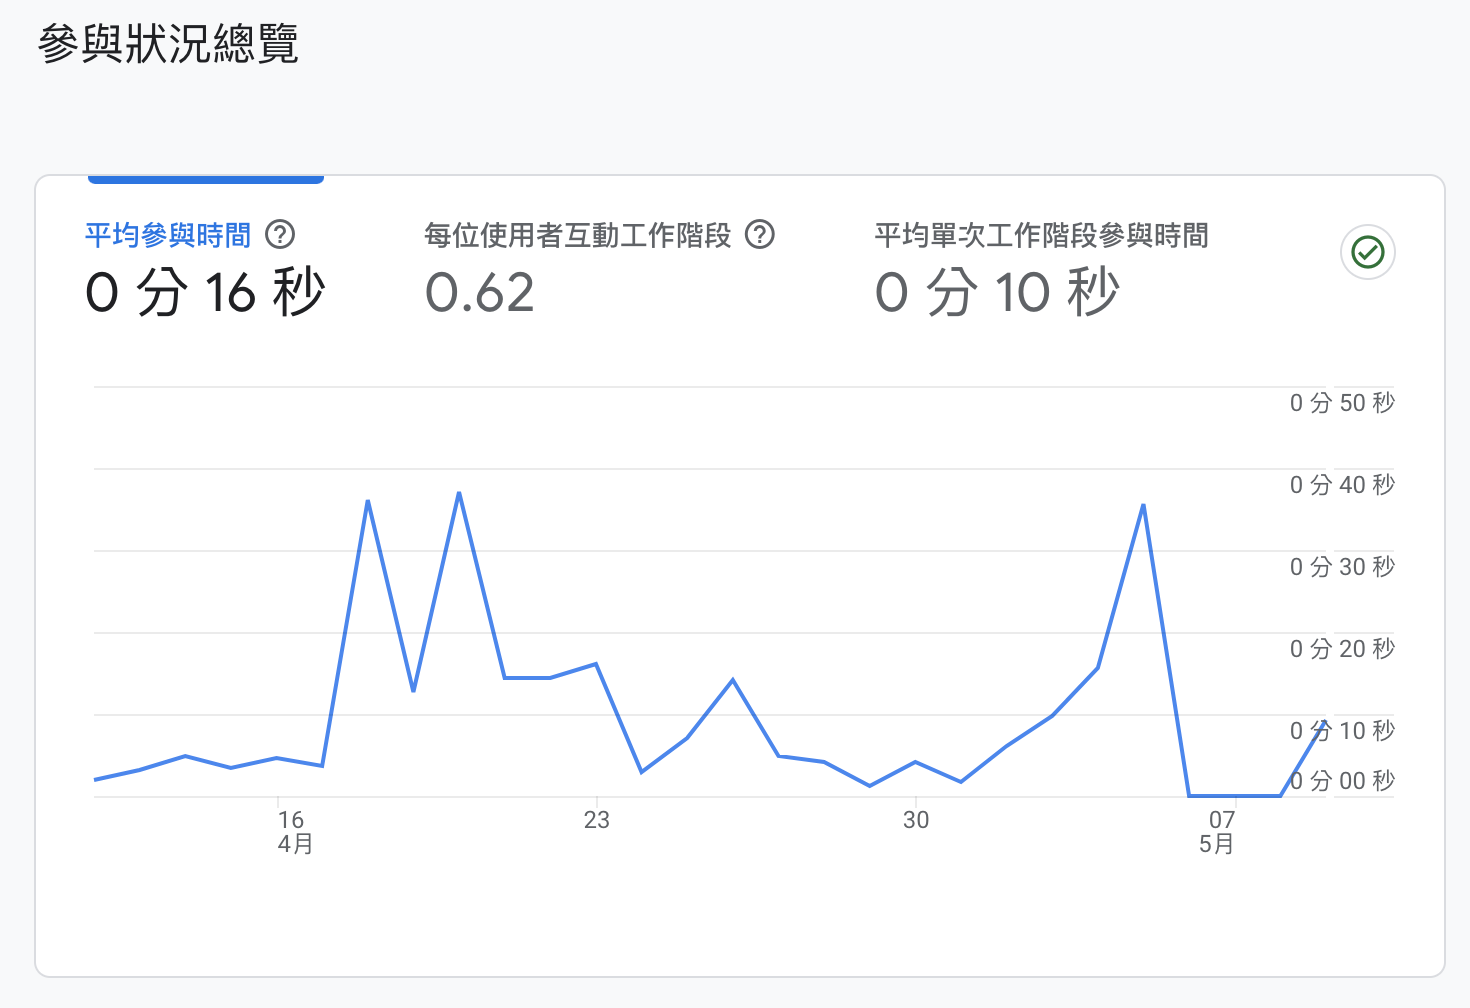 參與狀況總覽
平均參與時間
每位使用者互動工作階段
平均單次工作階段參與時間
0 分 16 秒
0.62
0 分 10 秒
0 分 50 秒
0 分 40 秒
0 分 30 秒
0 分 20 秒
0 分 10 秒
0 分 00 秒
16
4月
23
30
07
5月